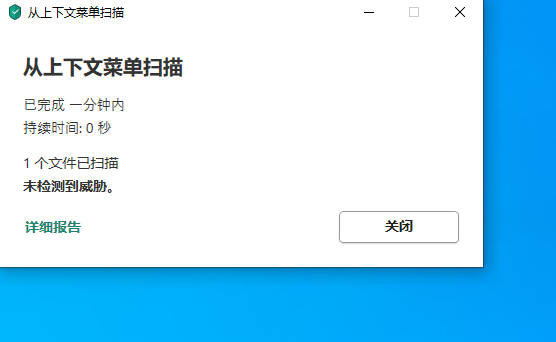 从上下文菜单扫描
从上下文菜单扫描
已完成 一分钟内
持续时间: 0 秒
1 个文件已扫描
未检测到威胁。
详细报告
关闭